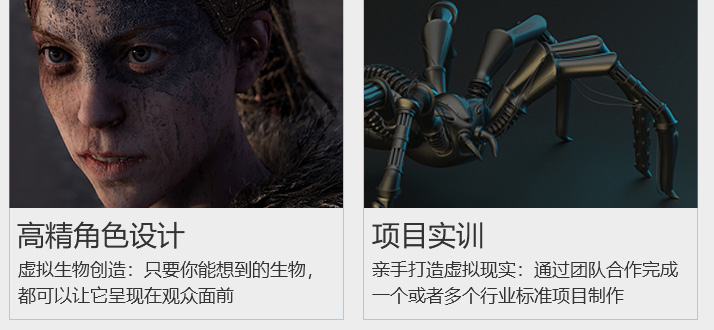 高精角色设计
虚拟生物创造：只要你能想到的生物，
都可以让它呈现在观众面前
项目实训
亲手打造虚拟现实：通过团队合作完成
一个或者多个行业标准项目制作